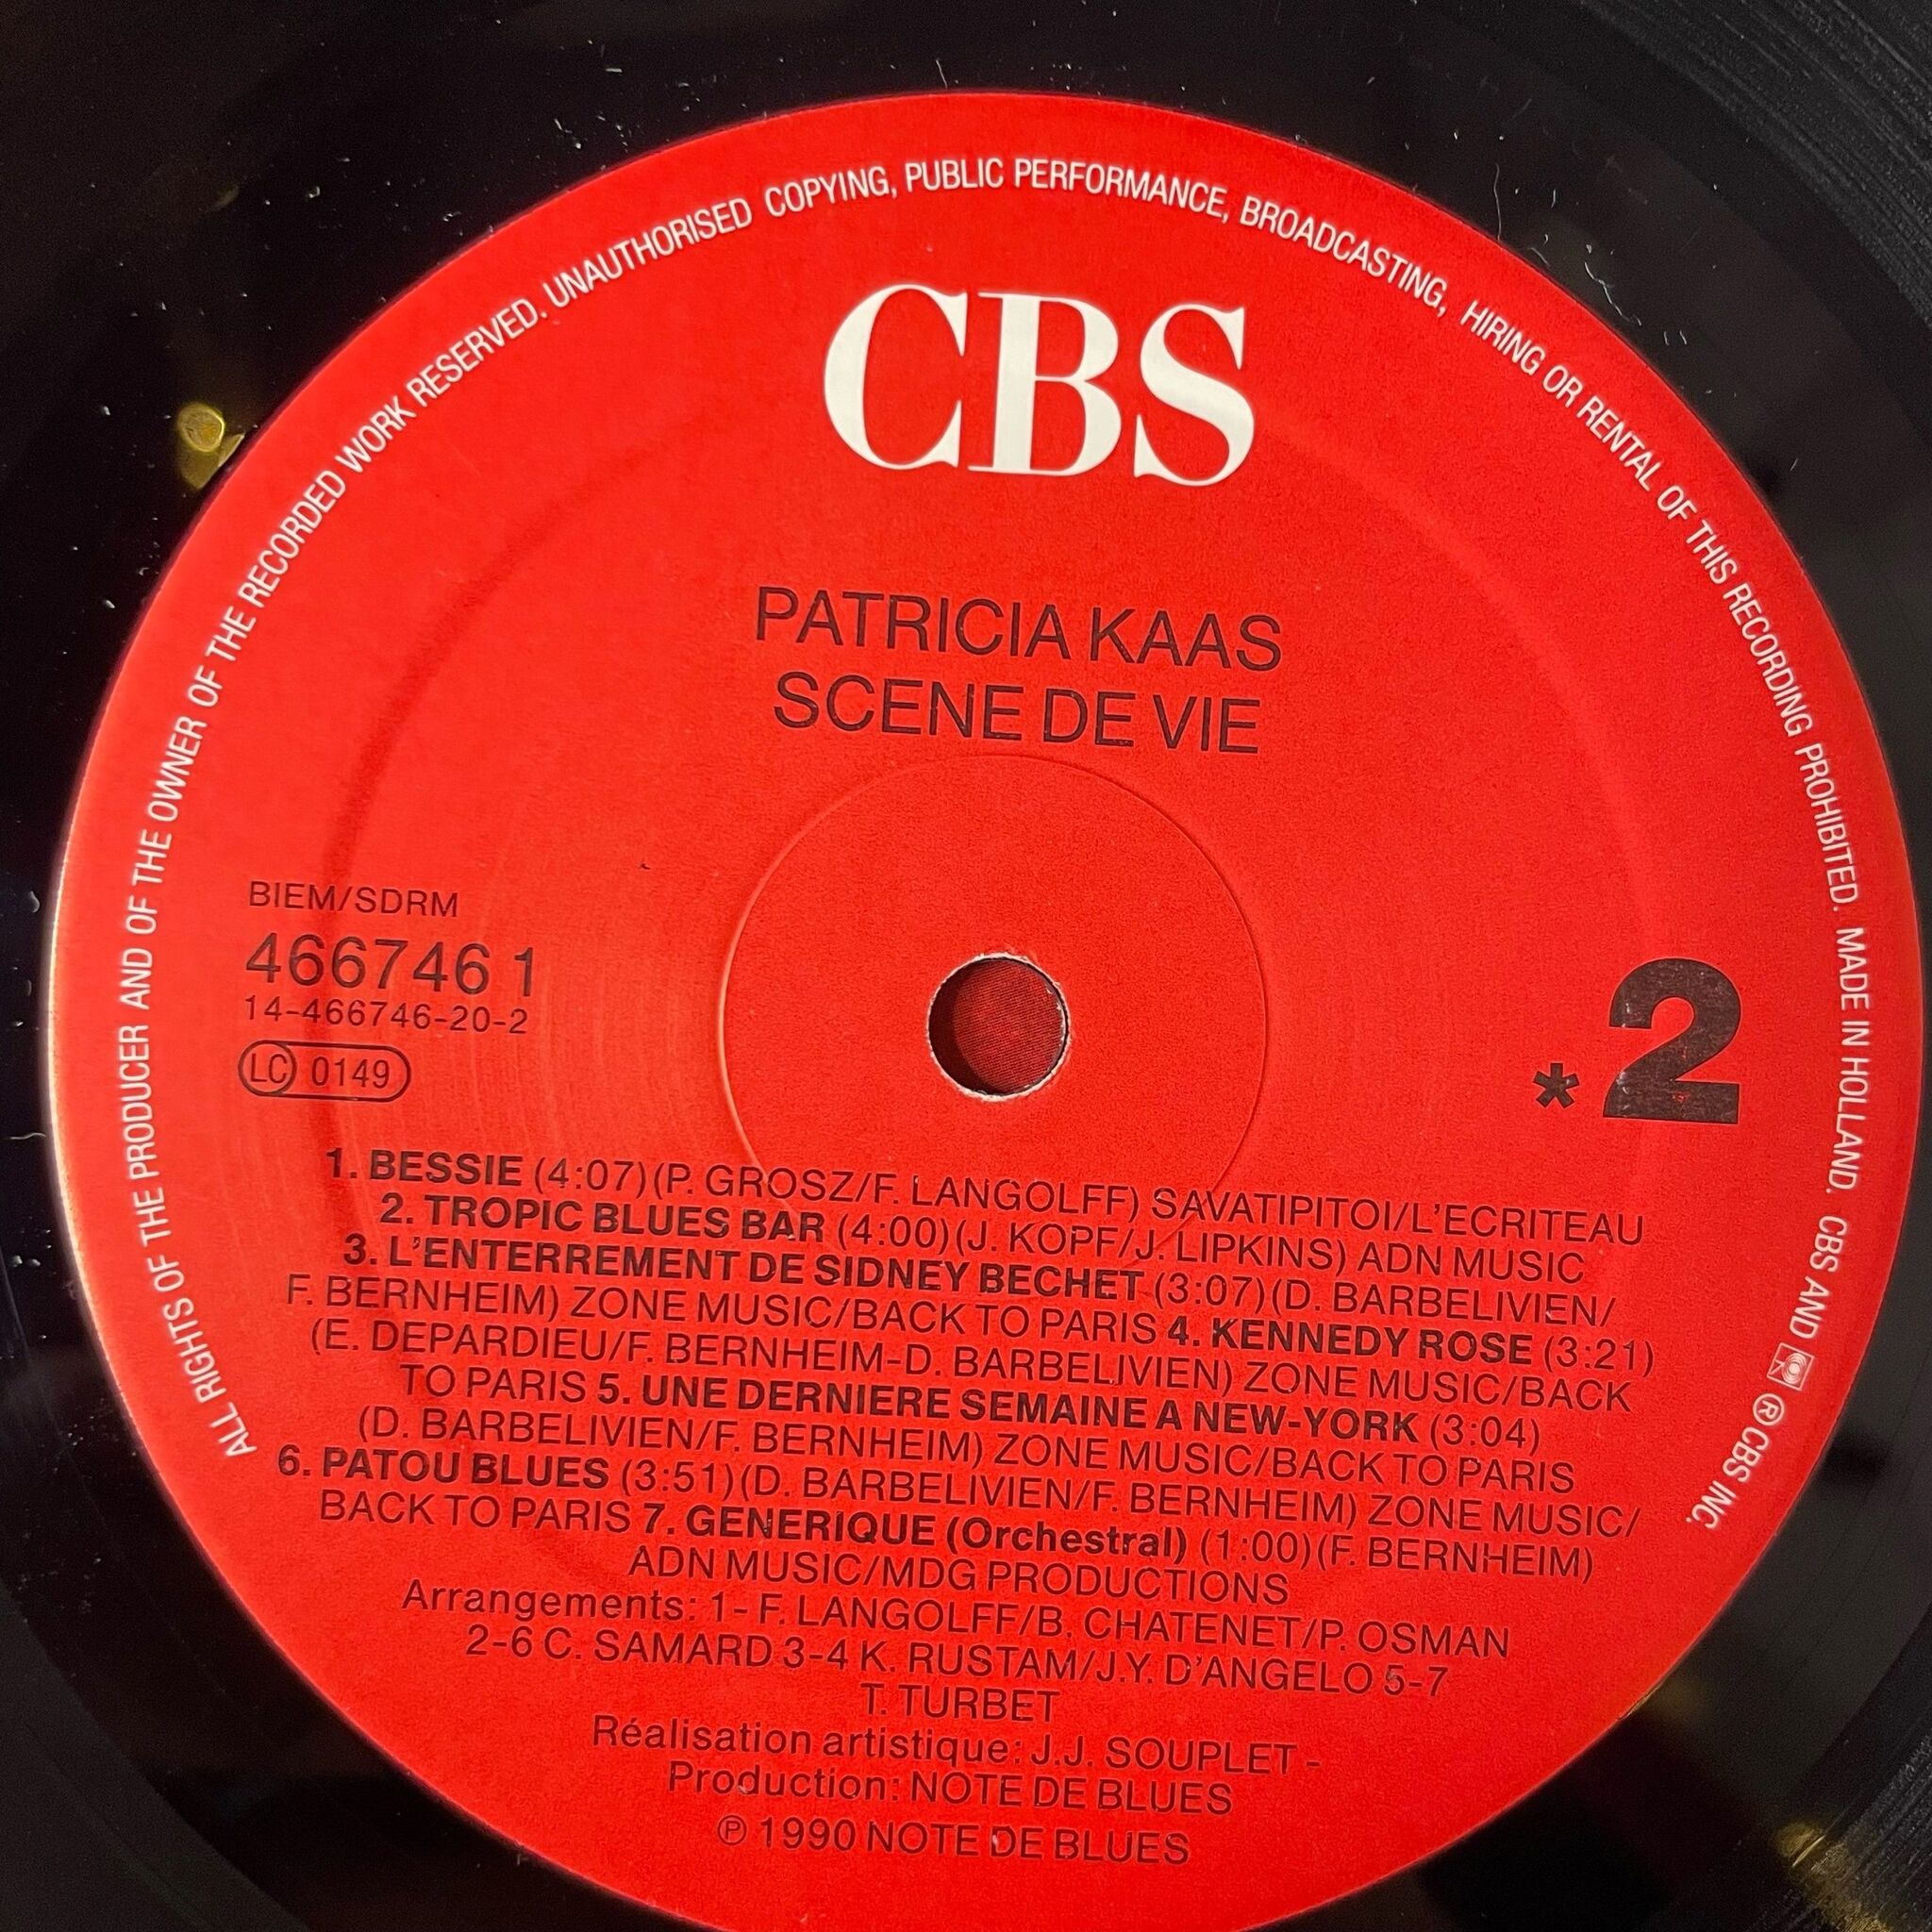 ALL RIGHTS OF THE PRODUCER AND OF THE OWNER OF THE RECORDED WORK RESERVED. UNAUTHORISED COPYING, PUBLIC PERFORMANCE, BROADCASTING, HIRING OR RENTAL OF THIS RECORDING PROHIBITED. MADE IN HOLLAND. CBS AND ® CBS INC.
CBS
PATRICIA KAAS
SCENE DE VIE
BIEM/SDRM
466746 1
14-466746-20-2
LC 0149
*2
1. BESSIE (4:07)(P. GROSZ/F. LANGOLFF) SAVATIPITOI/L'ECRITEAU
2. TROPIC BLUES BAR (4:00)(J. KOPF/J. LIPKINS) ADN MUSIC
3. L'ENTERREMENT DE SIDNEY BECHET (3:07)(D. BARBELIVIEN/
F. BERNHEIM) ZONE MUSIC/BACK TO PARIS 4. KENNEDY ROSE (3:21)
(E. DEPARDIEU/F. BERNHEIM-D. BARBELIVIEN) ZONE MUSIC/BACK
TO PARIS 5. UNE DERNIERE SEMAINE A NEW-YORK (3:04)
(D. BARBELIVIEN/F. BERNHEIM) ZONE MUSIC/BACK TO PARIS
6. PATOU BLUES (3:51)(D. BARBELIVIEN/F. BERNHEIM) ZONE MUSIC/
BACK TO PARIS 7. GENERIQUE (Orchestral) (1:00)(F. BERNHEIM)
ADN MUSIC/MDG PRODUCTIONS
Arrangements: 1- F. LANGOLFF/B. CHATENET/P. OSMAN
2-6 C. SAMARD 3-4 K. RUSTAM/J.Y. D'ANGELO 5-7
T. TURBET
Réalisation artistique: J.J. SOUPLET -
Production: NOTE DE BLUES
℗ 1990 NOTE DE BLUES